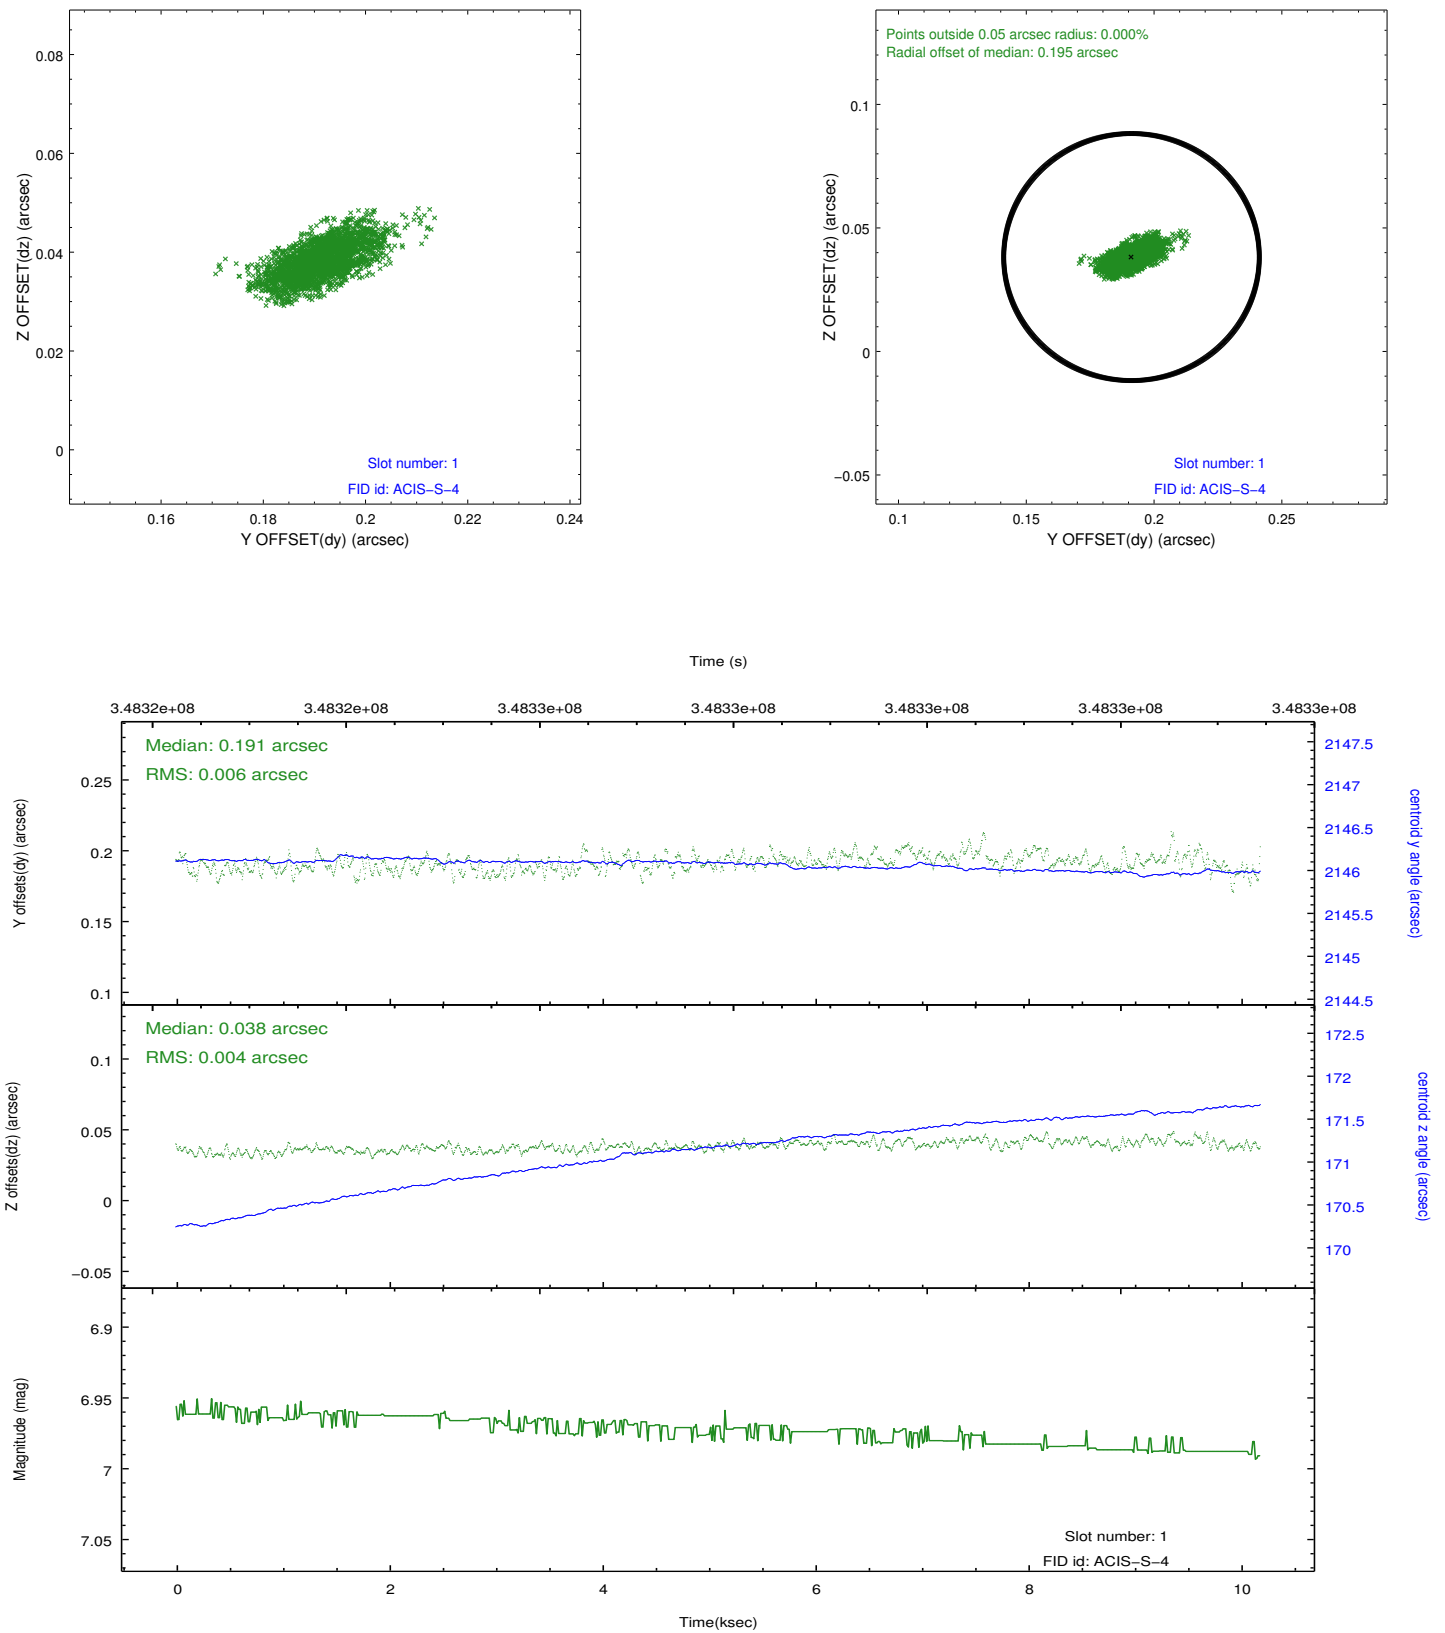 0.08
0.06
0.04
0.02
0
Z OFFSET(dz) (arcsec)
Slot number: 1
FID id: ACIS−S−4
0.16 0.18 0.2 0.22 0.24
Y OFFSET(dy) (arcsec)
Points outside 0.05 arcsec radius: 0.000%
Radial offset of median: 0.195 arcsec
0.1
0.05
0
−0.05
Z OFFSET(dz) (arcsec)
Slot number: 1
FID id: ACIS−S−4
0.1 0.15 0.2 0.25
Y OFFSET(dy) (arcsec)
Time (s)
3.4832e+08 3.4832e+08 3.4833e+08 3.4833e+08 3.4833e+08 3.4833e+08 3.4833e+08
Median: 0.191 arcsec
RMS: 0.006 arcsec
0.25
0.2
0.15
0.1
Y offsets(dy) (arcsec)
2147.5
2147
2146.5
2146
2145.5
2145
2144.5
centroid y angle (arcsec)
Median: 0.038 arcsec
RMS: 0.004 arcsec
0.1
0.05
0
−0.05
Z offsets(dz) (arcsec)
172.5
172
171.5
171
170.5
170
centroid z angle (arcsec)
6.9
6.95
7
7.05
Magnitude (mag)
Slot number: 1
FID id: ACIS−S−4
0 2 4 6 8 10
Time(ksec)